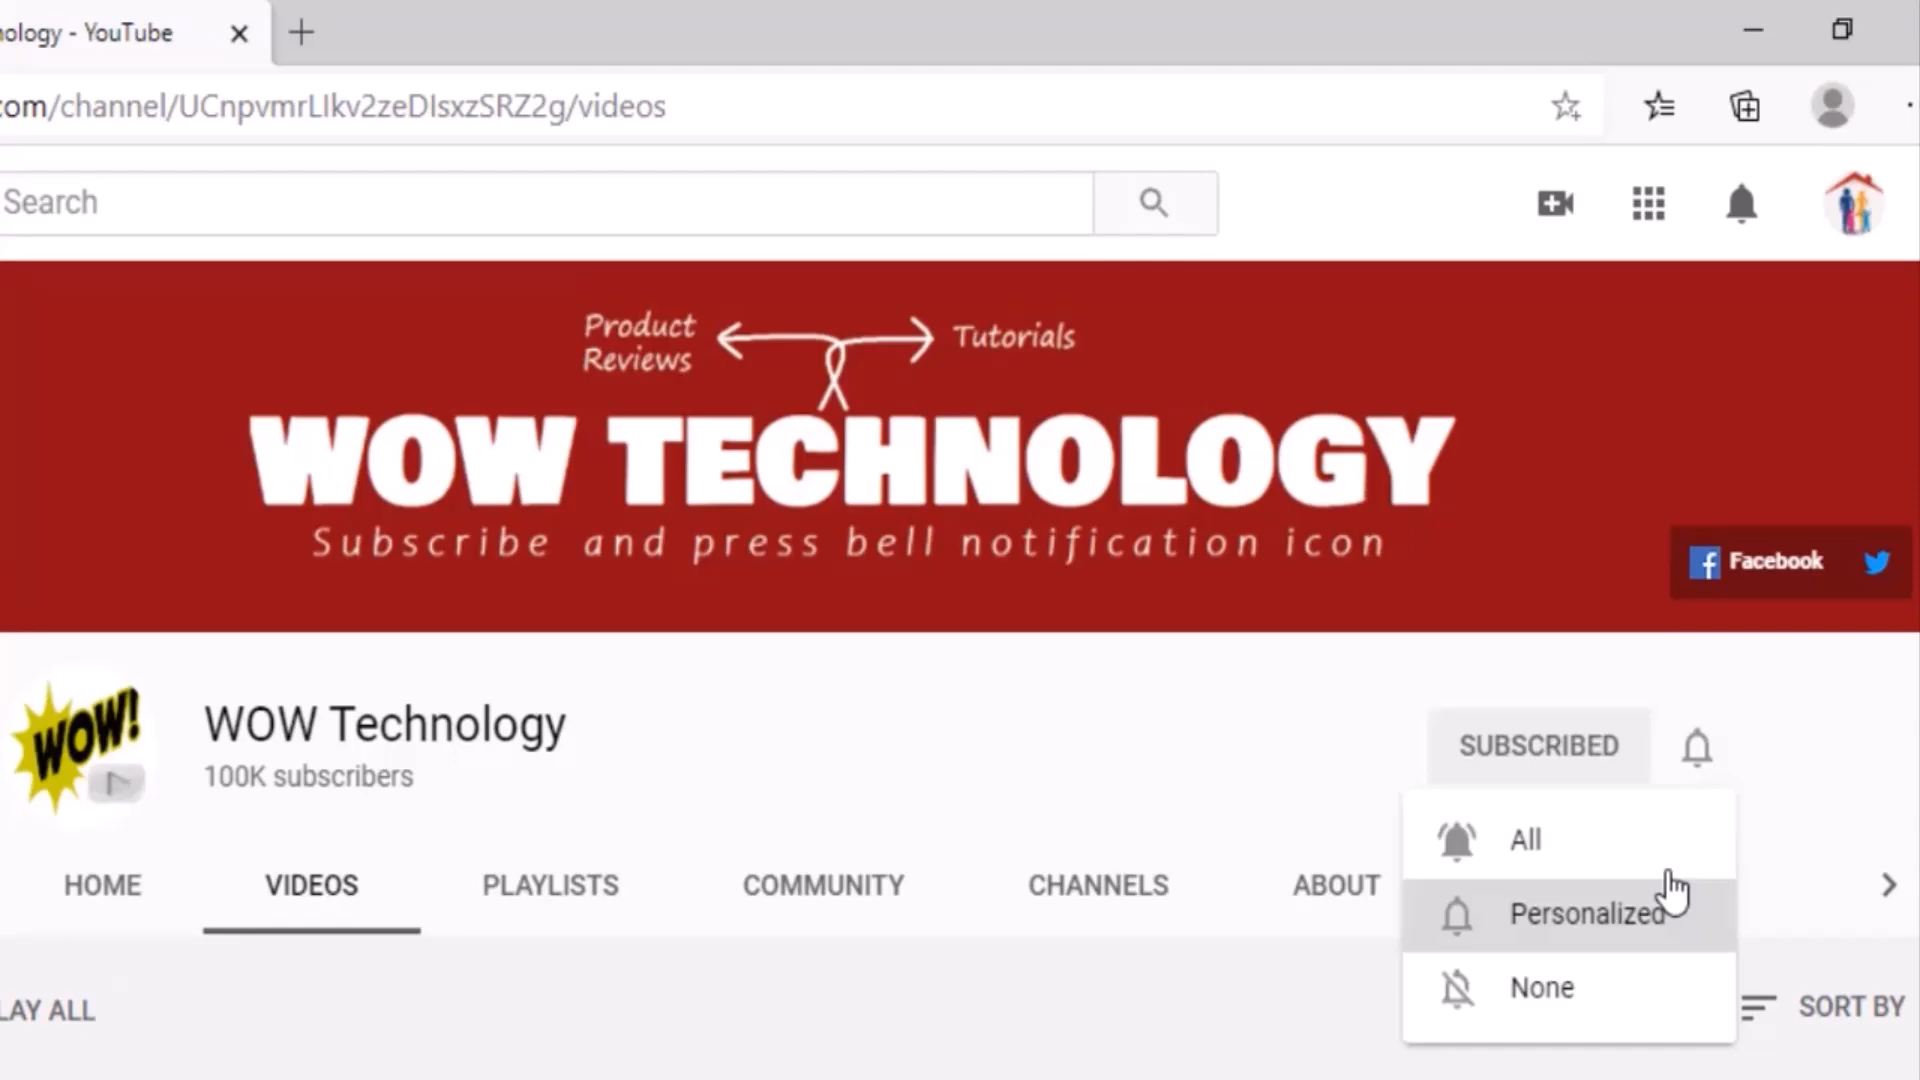 nology - YouTube
com/channel/UCnpvmrLIkv2zeDIsxzSRZ2g/videos
Search
Product
Reviews
Tutorials
WOW TECHNOLOGY
Subscribe and press bell notification icon
Facebook
WOW!
WOW Technology
100K subscribers
SUBSCRIBED
All
HOME VIDEOS PLAYLISTS COMMUNITY CHANNELS ABOUT
Personalized
None
LAY ALL
SORT BY